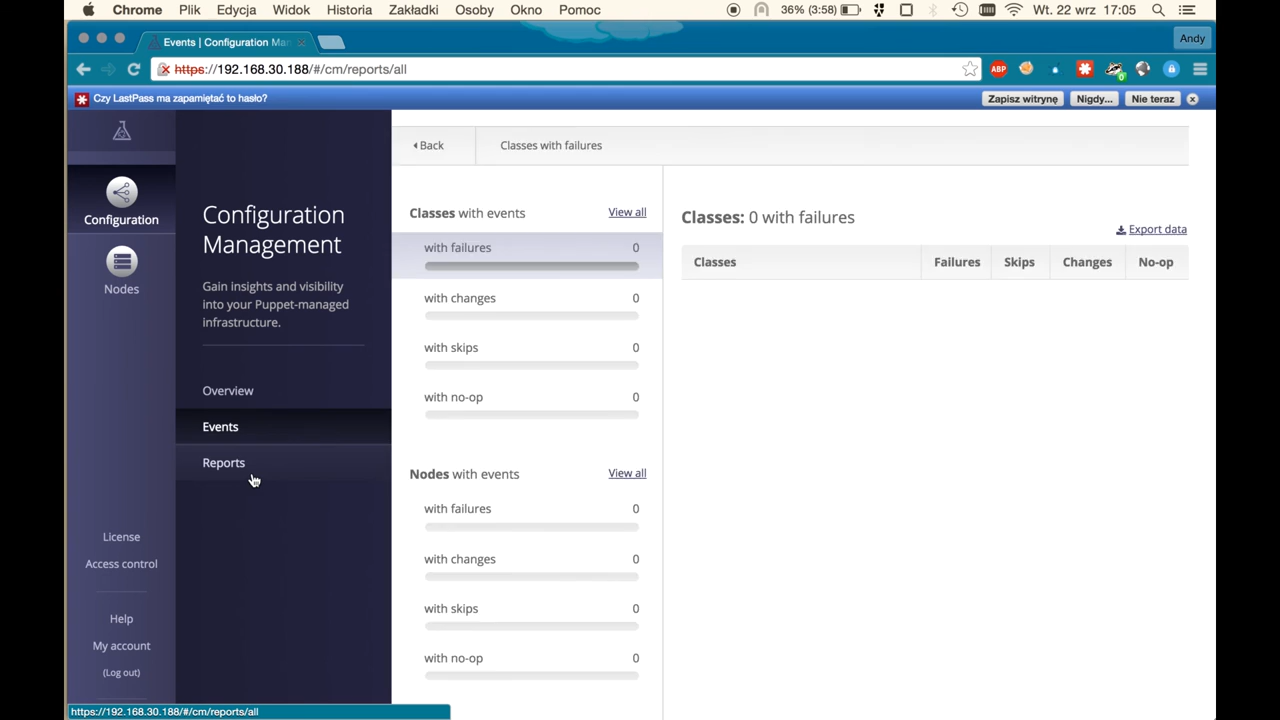 Chrome Plik Edycja Widok Historia Zakładki Osoby Okno Pomoc 36% (3:58) Wt. 22 wrz 17:05
Events | Configuration Ma
Andy
https://192.168.30.188/#/cm/reports/all
ABP
0
Czy LastPass ma zapamiętać to hasło? Zapisz witrynę Nigdy... Nie teraz
Configuration
Nodes
License
Access control
Help
My account
(Log out)
Configuration
Management
Gain insights and visibility
into your Puppet-managed
infrastructure.
Overview
Events
Reports
Back Classes with failures
Classes with events View all
with failures 0
with changes 0
with skips 0
with no-op 0
Nodes with events View all
with failures 0
with changes 0
with skips 0
with no-op 0
Classes: 0 with failures
Export data
Classes Failures Skips Changes No-op
https://192.168.30.188/#/cm/reports/all